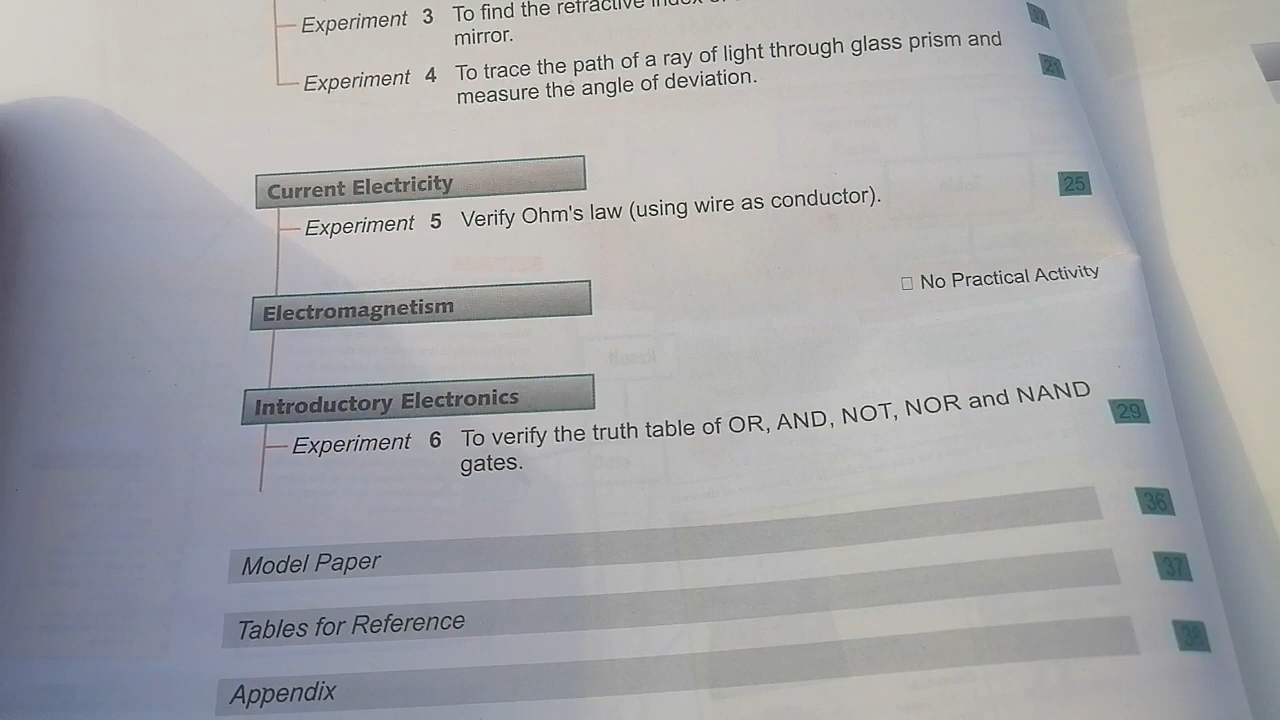 Experiment 3 To find the refractive index
mirror.
Experiment 4 To trace the path of a ray of light through glass prism and 21
measure the angle of deviation.
Current Electricity
Experiment 5 Verify Ohm's law (using wire as conductor). 25
□ No Practical Activity
Electromagnetism
Introductory Electronics
Experiment 6 To verify the truth table of OR, AND, NOT, NOR and NAND 29
gates.
Model Paper 36
Tables for Reference 37
Appendix 38